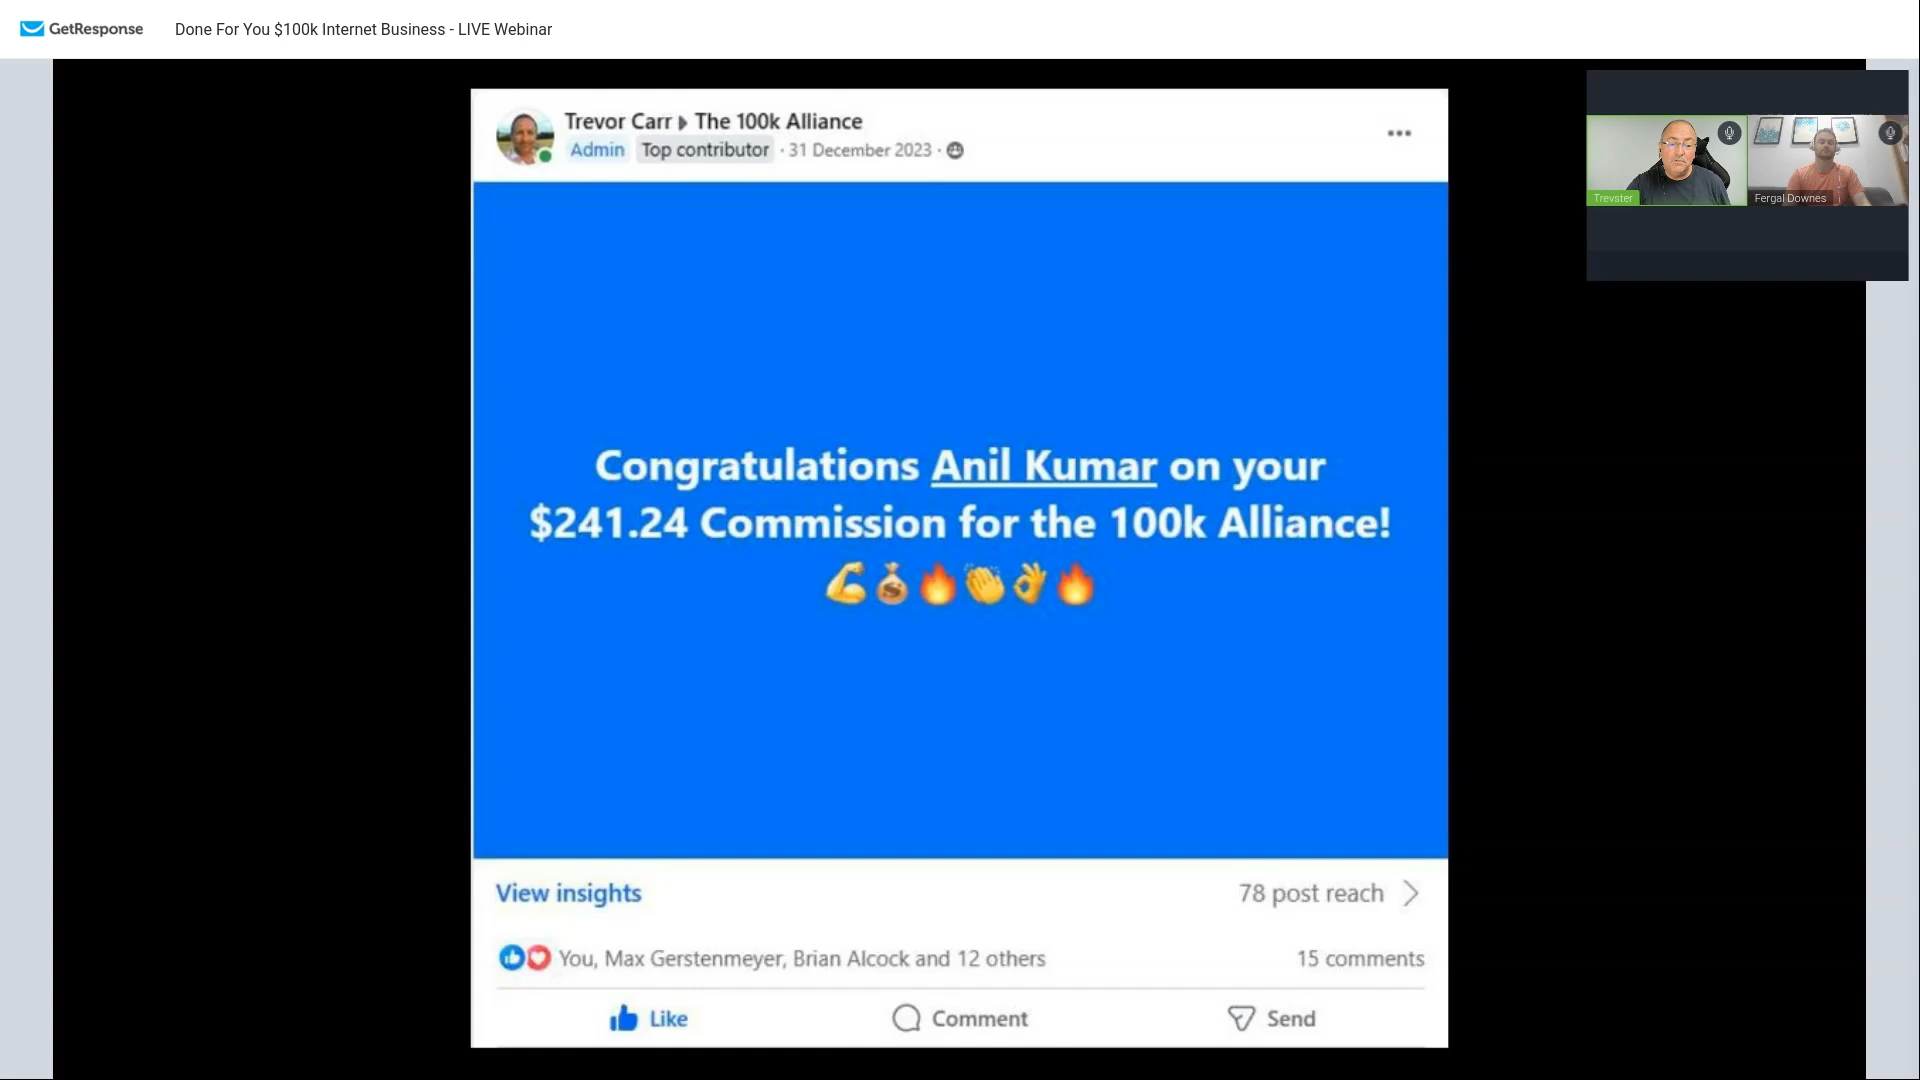 GetResponse
Done For You $100k Internet Business - LIVE Webinar
Trevor Carr The 100k Alliance
Admin Top contributor · 31 December 2023 ·
Trevster
Fergal Downes
Congratulations Anil Kumar on your
$241.24 Commission for the 100k Alliance!
View insights
78 post reach
You, Max Gerstenmeyer, Brian Alcock and 12 others
15 comments
Like
Comment
Send